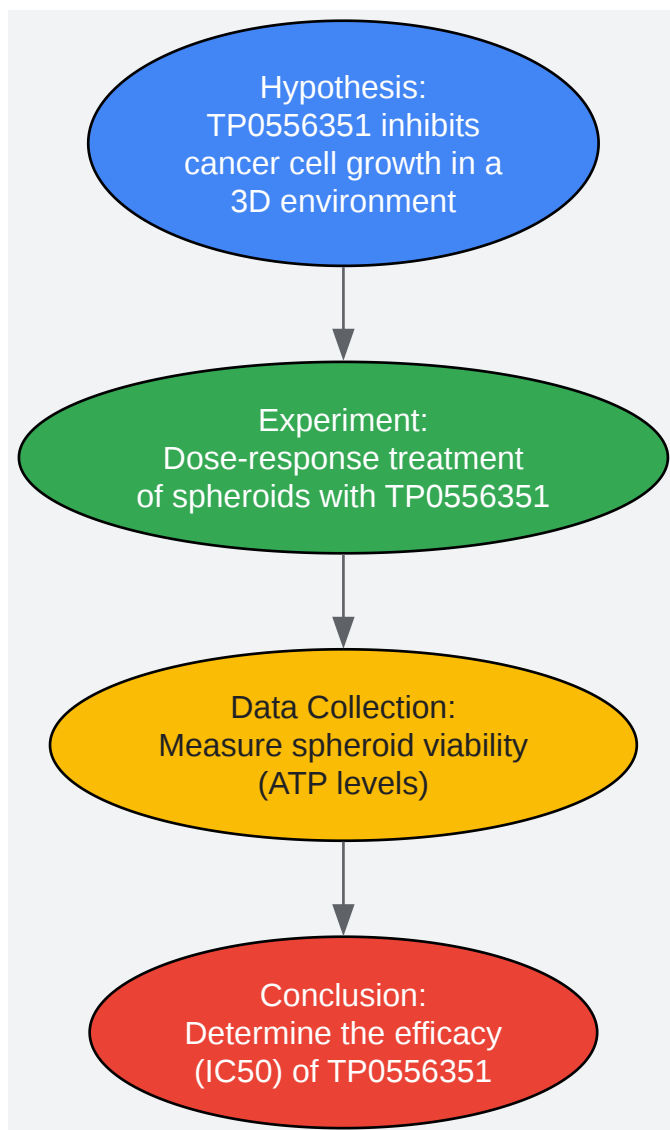 Hypothesis:
TP0556351 inhibits
cancer cell growth in a
3D environment
Experiment:
Dose-response treatment
of spheroids with TP0556351
Data Collection:
Measure spheroid viability
(ATP levels)
Conclusion:
Determine the efficacy
(IC50) of TP0556351